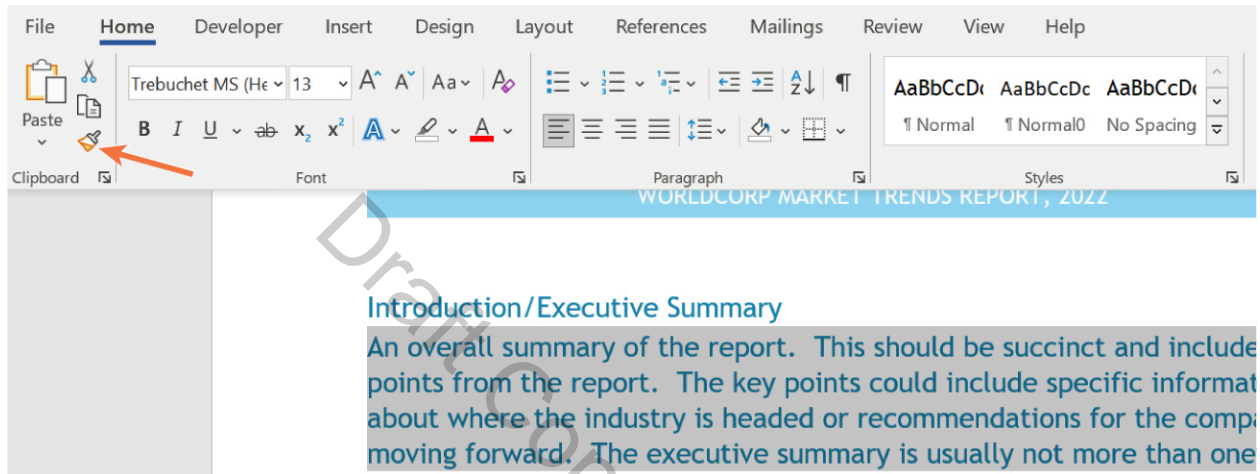 File Home Developer Insert Design Layout References Mailings Review View Help
Trebuchet MS (He 13 A^ A˅ Aa A
AaBbCcDc AaBbCcDc AaBbCcDc
Paste
B I U ab x₂ x² A A
¶ Normal ¶ Normal0 No Spacing
Clipboard Font Paragraph Styles
WORLDCORP MARKET TRENDS REPORT, 2022
Introduction/Executive Summary
An overall summary of the report. This should be succinct and include
points from the report. The key points could include specific informat
about where the industry is headed or recommendations for the compa
moving forward. The executive summary is usually not more than one
Draft Con